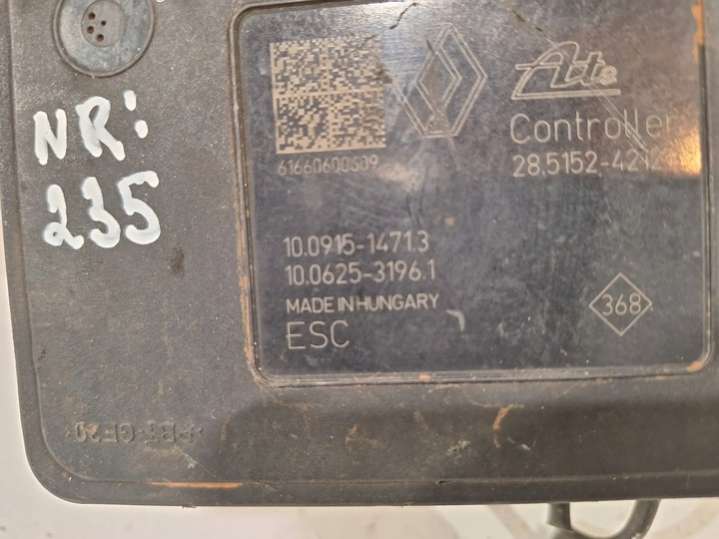 NR:
235
61660600509
Ate
Controller
28.5152-4212
10.0915-1471.3
10.0625-3196.1
MADE IN HUNGARY
ESC
368